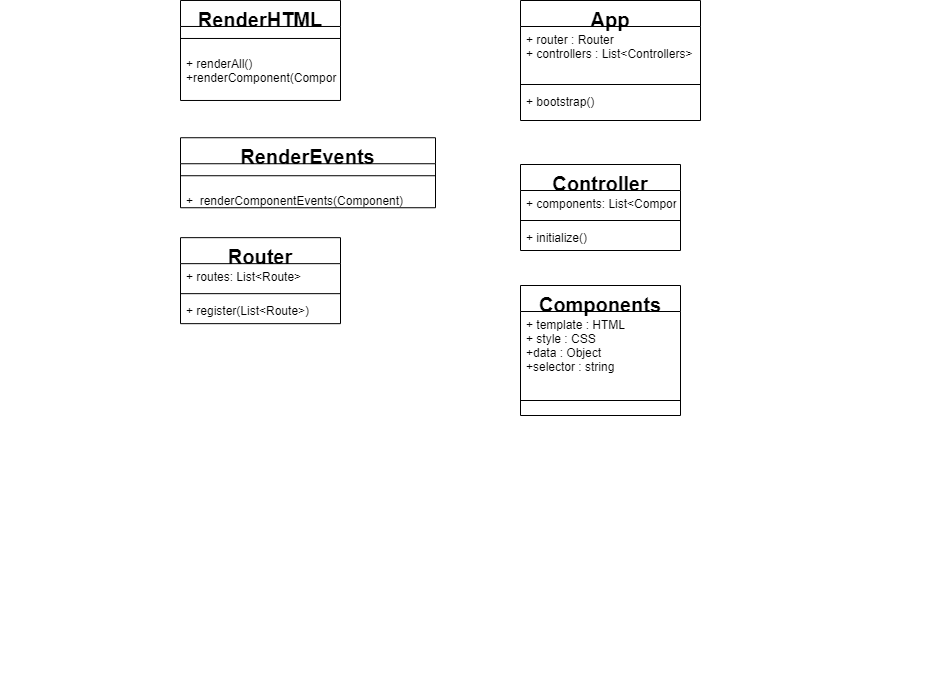 RenderHTML
+ renderAll()
+renderComponent(Compor
RenderEvents
+  renderComponentEvents(Component)
Router
+ routes: List<Route>
+ register(List<Route>)
App
+ router : Router
+ controllers : List<Controllers>
+ bootstrap()
Controller
+ components: List<Compor
+ initialize()
Components
+ template : HTML
+ style : CSS
+data : Object
+selector : string